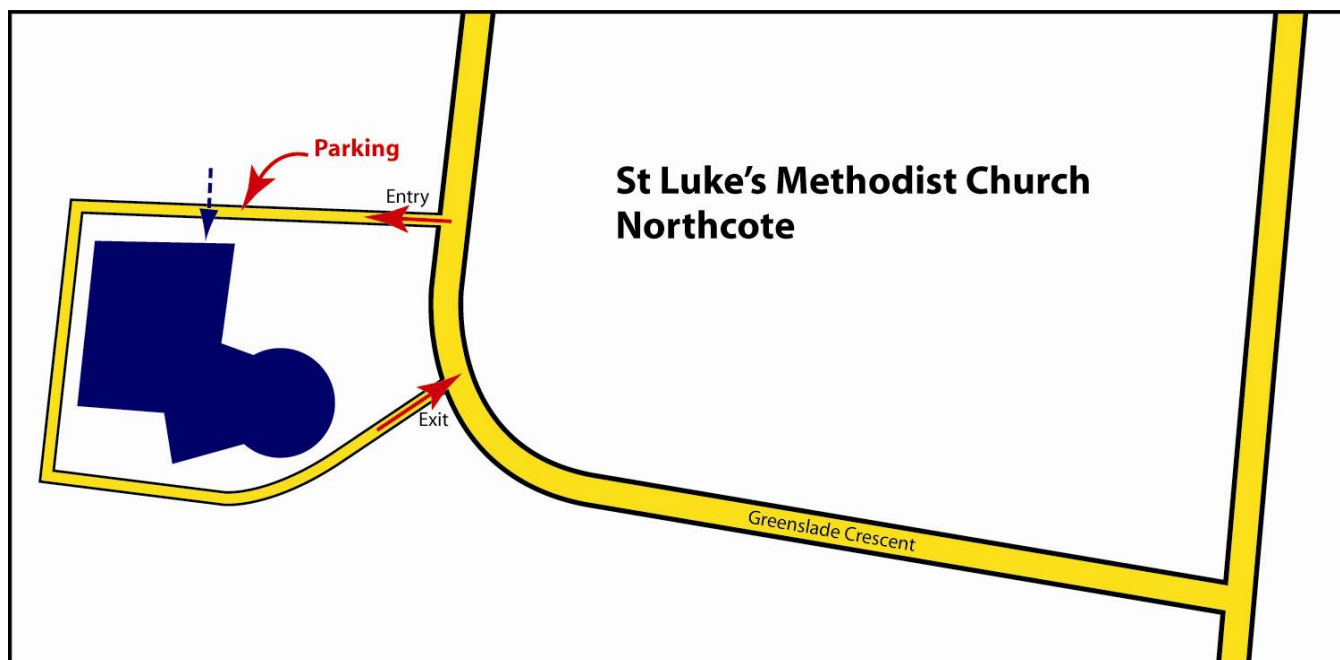 Parking
Entry
St Luke’s Methodist Church
Northcote
Exit
Greenslade Crescent